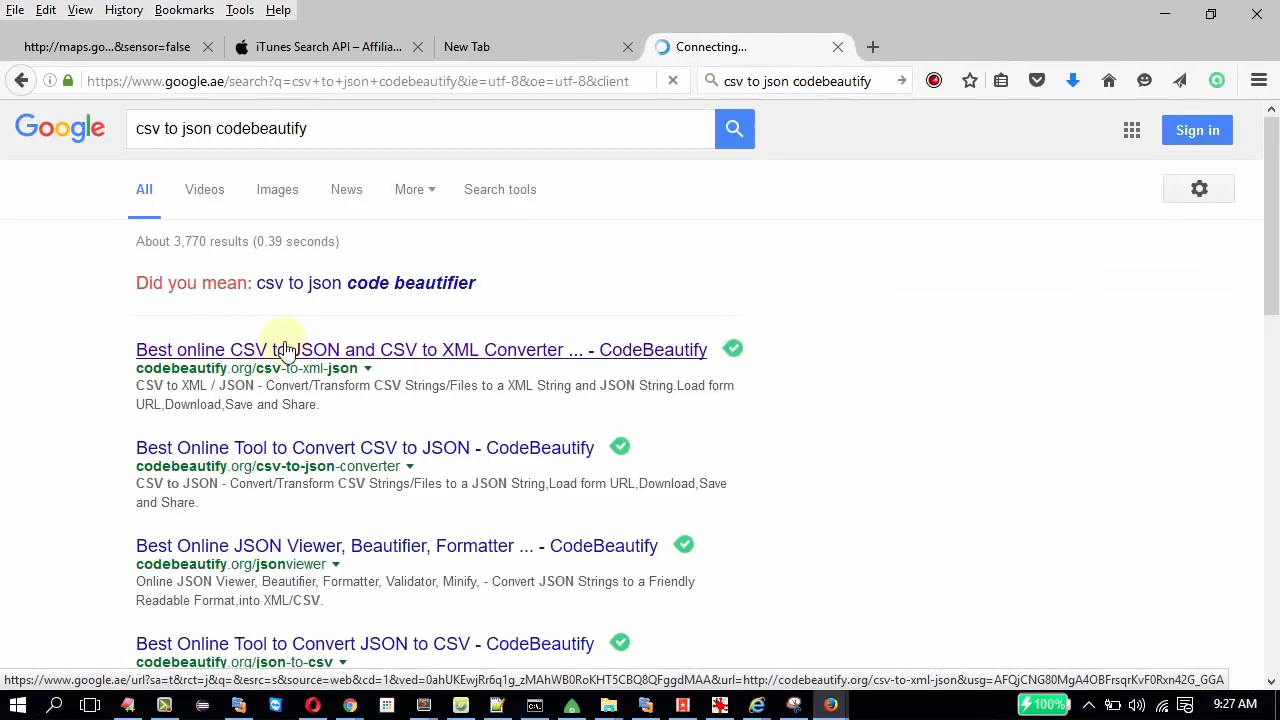 File Edit View History Bookmarks Tools Help
http://maps.go...&sensor=false
iTunes Search API – Affilia...
New Tab
Connecting...
https://www.google.ae/search?q=csv+to+json+codebeautify&ie=utf-8&oe=utf-8&client
csv to json codebeautify
Google
csv to json codebeautify
Sign in
All Videos Images News More Search tools
About 3,770 results (0.39 seconds)
Did you mean: csv to json code beautifier
Best online CSV to JSON and CSV to XML Converter ... - CodeBeautify
codebeautify.org/csv-to-xml-json
CSV to XML / JSON - Convert/Transform CSV Strings/Files to a XML String and JSON String.Load form
URL,Download,Save and Share.
Best Online Tool to Convert CSV to JSON - CodeBeautify
codebeautify.org/csv-to-json-converter
CSV to JSON - Convert/Transform CSV Strings/Files to a JSON String,Load form URL,Download,Save
and Share.
Best Online JSON Viewer, Beautifier, Formatter ... - CodeBeautify
codebeautify.org/jsonviewer
Online JSON Viewer, Beautifier, Formatter, Validator, Minify, - Convert JSON Strings to a Friendly
Readable Format,into XML/CSV.
Best Online Tool to Convert JSON to CSV - CodeBeautify
codebeautify.org/json-to-csv
https://www.google.ae/url?sa=t&rct=j&q=&esrc=s&source=web&cd=1&ved=0ahUKEwjRr6q1g_zMAhWB0RoKHT5CBQ8QFggdMAA&url=http://codebeautify.org/csv-to-xml-json&usg=AFQjCNG80MgA4OBFrsqrKvF0Rxn42G_GGA
100%
9:27 AM